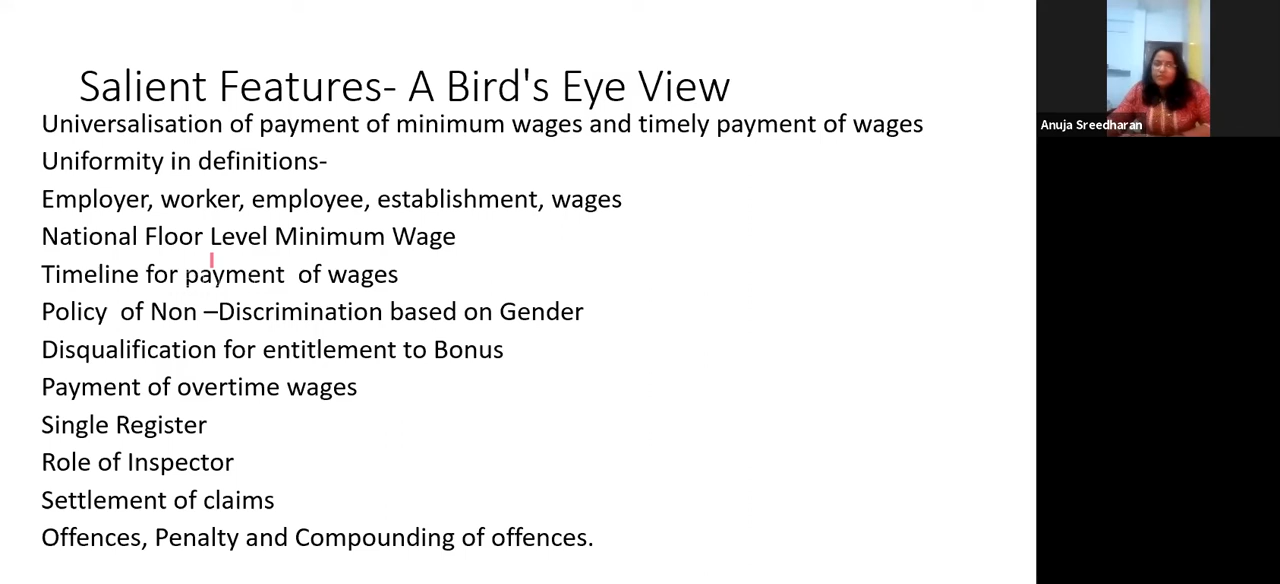 Salient Features- A Bird's Eye View
Universalisation of payment of minimum wages and timely payment of wages
Uniformity in definitions-
Employer, worker, employee, establishment, wages
National Floor Level Minimum Wage
Timeline for payment  of wages
Policy  of Non –Discrimination based on Gender
Disqualification for entitlement to Bonus
Payment of overtime wages
Single Register
Role of Inspector
Settlement of claims
Offences, Penalty and Compounding of offences.
Anuja Sreedharan